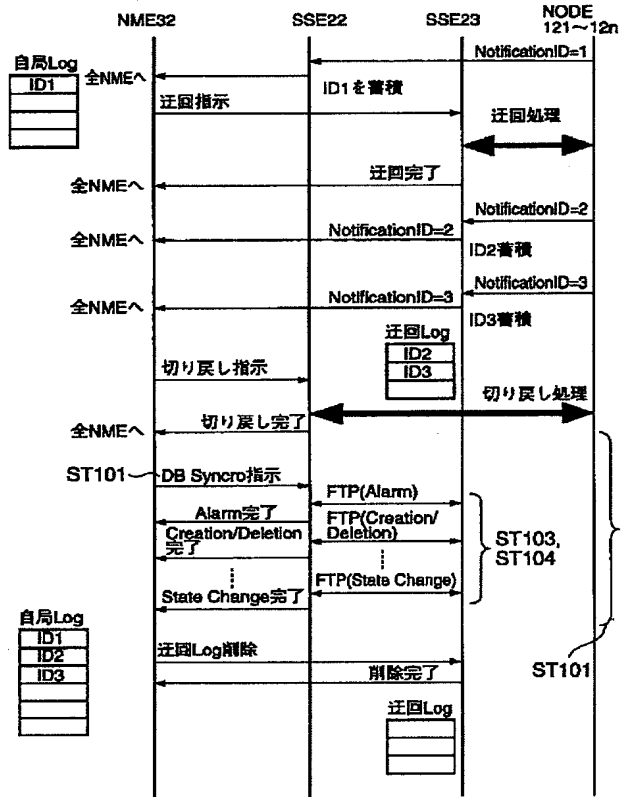 NME32
SSE22
SSE23
NODE
121～12n
NotificationID=1
自局Log
ID1
全NMEへ
ID1を蓄積
迂回指示
迂回処理
迂回完了
全NMEへ
NotificationID=2
NotificationID=2
全NMEへ
ID2蓄積
NotificationID=3
NotificationID=3
全NMEへ
ID3蓄積
迂回Log
ID2
ID3
切り戻し指示
切り戻し処理
切り戻し完了
全NMEへ
ST101
DB Syncro指示
FTP(Alarm)
Alarm完了
FTP(Creation/
Deletion)
Creation/Deletion
完了
ST103,
ST104
FTP(State Change)
State Change完了
自局Log
ID1
ID2
ID3
迂回Log削除
ST101
削除完了
迂回Log